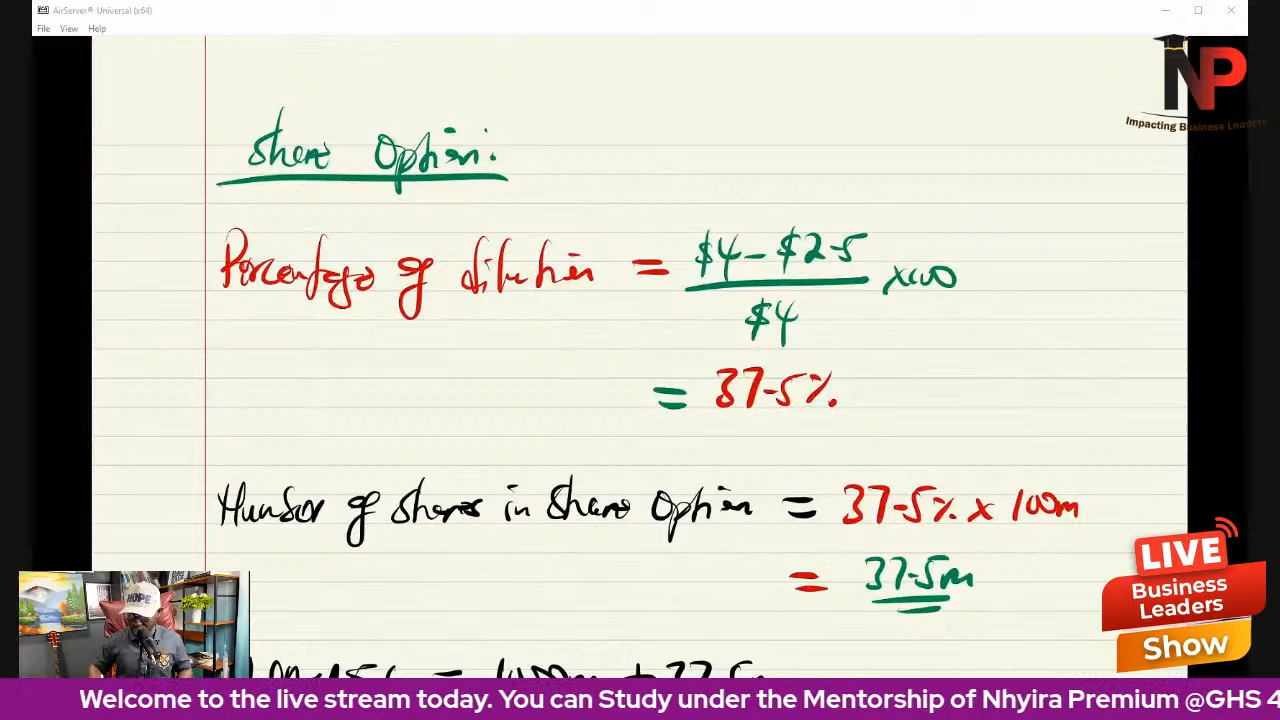 AirServer® Universal (x64)
File View Help
NP
Impacting Business Leaders
Share Option:
Percentage of dilution = $4 - $2.5
$4
x100
= 37.5%
Number of shares in share option = 37.5% x 100m
= 37.5m
HOPE
LIVE
Business
Leaders
Show
Welcome to the live stream today. You can Study under the Mentorship of Nhyira Premium @GHS 4